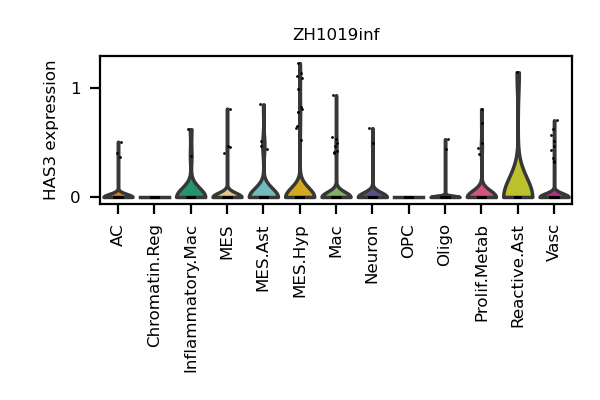 ZH1019inf
HAS3 expression
1
0
AC
Chromatin.Reg
Inflammatory.Mac
MES
MES.Ast
MES.Hyp
Mac
Neuron
OPC
Oligo
Prolif.Metab
Reactive.Ast
Vasc